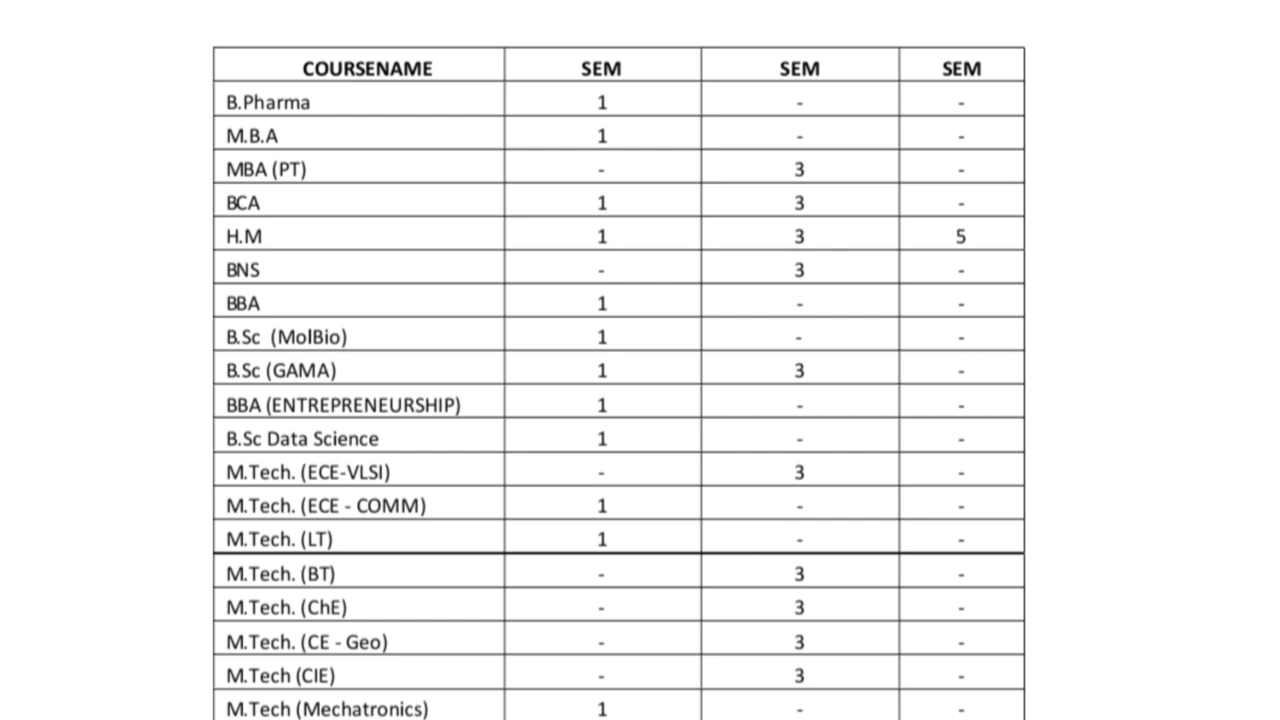 COURSENAME SEM SEM SEM
B.Pharma 1 - -
M.B.A 1 - -
MBA (PT) - 3 -
BCA 1 3 -
H.M 1 3 5
BNS - 3 -
BBA 1 - -
B.Sc (MolBio) 1 - -
B.Sc (GAMA) 1 3 -
BBA (ENTREPRENEURSHIP) 1 - -
B.Sc Data Science 1 - -
M.Tech. (ECE-VLSI) - 3 -
M.Tech. (ECE - COMM) 1 - -
M.Tech. (LT) 1 - -
M.Tech. (BT) - 3 -
M.Tech. (ChE) - 3 -
M.Tech. (CE - Geo) - 3 -
M.Tech (CIE) - 3 -
M.Tech (Mechatronics) 1 - -